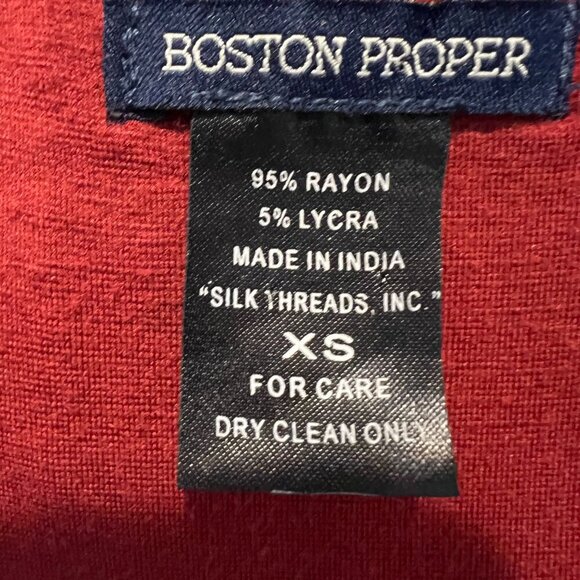 BOSTON PROPER
95% RAYON
5% LYCRA
MADE IN INDIA
"SILK THREADS, INC."
XS
FOR CARE
DRY CLEAN ONLY